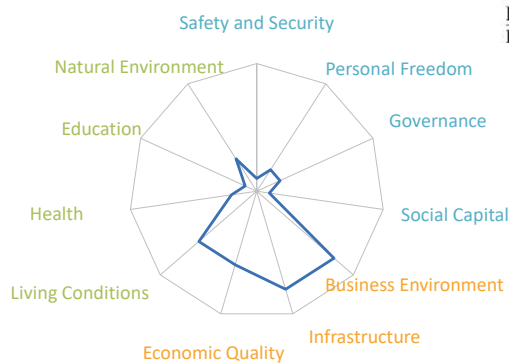 Safety and Security
Natural Environment
Personal Freedom
Education
Governance
Health
Social Capital
Living Conditions
Business Environment
Infrastructure
Economic Quality